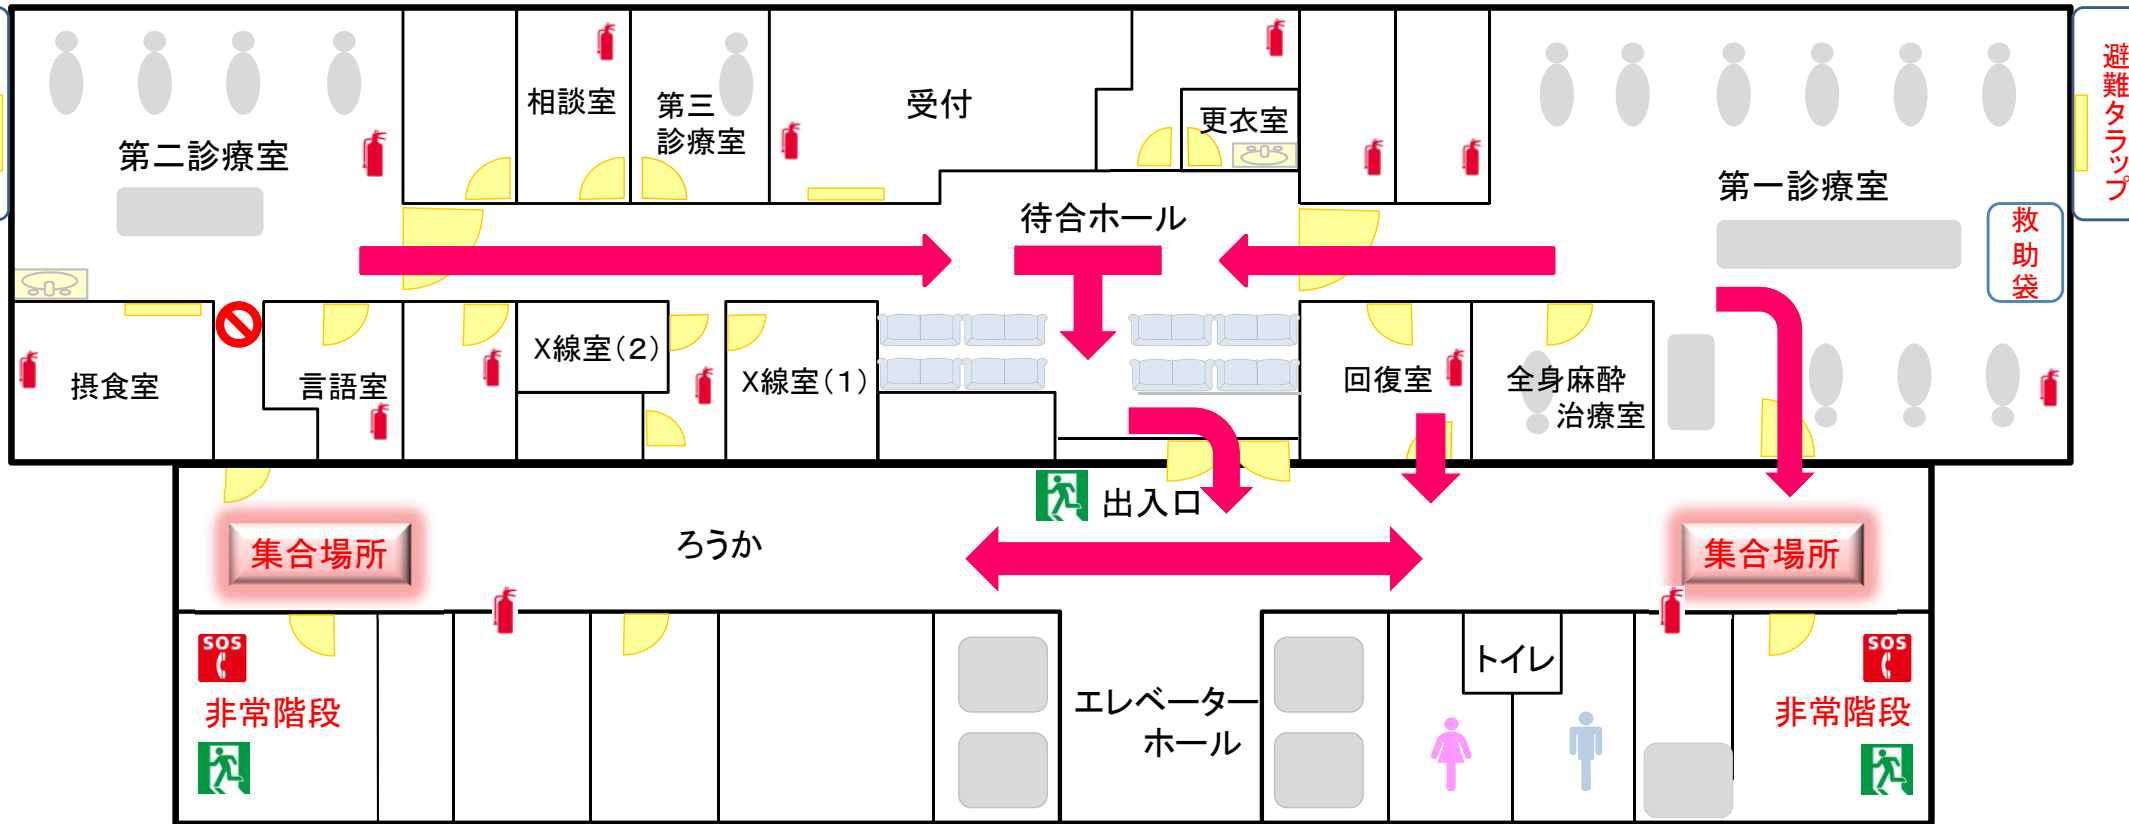 相談室
第三
診療室
受付
更衣室
避難タラップ
第二診療室
第一診療室
待合ホール
救助袋
摂食室
言語室
X線室(2)
X線室(1)
回復室
全身麻酔
治療室
出入口
ろうか
集合場所
集合場所
SOS
非常階段
エレベーター
ホール
トイレ
SOS
非常階段